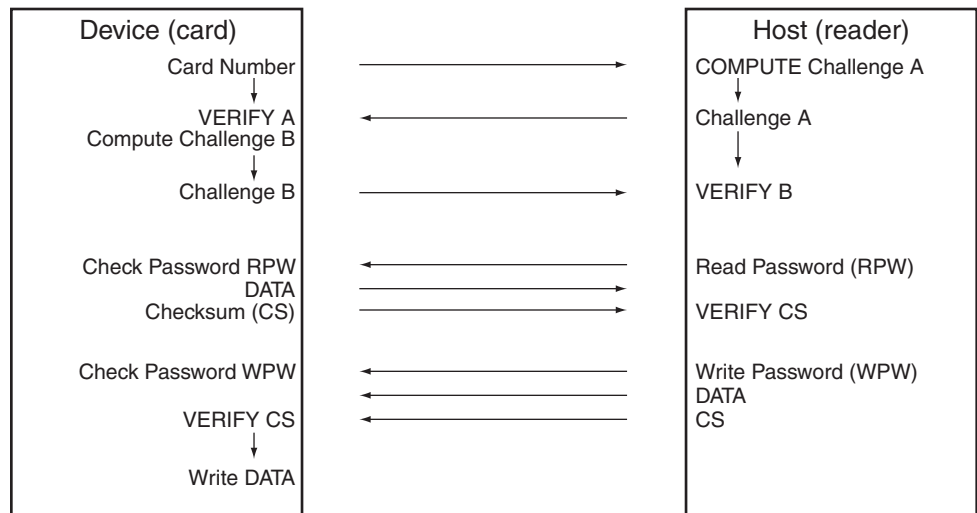 Device (card)
Host (reader)
Card Number
COMPUTE Challenge A
VERIFY A
Challenge A
Compute Challenge B
Challenge B
VERIFY B
Check Password RPW
Read Password (RPW)
DATA
Checksum (CS)
VERIFY CS
Check Password WPW
Write Password (WPW)
DATA
VERIFY CS
CS
Write DATA